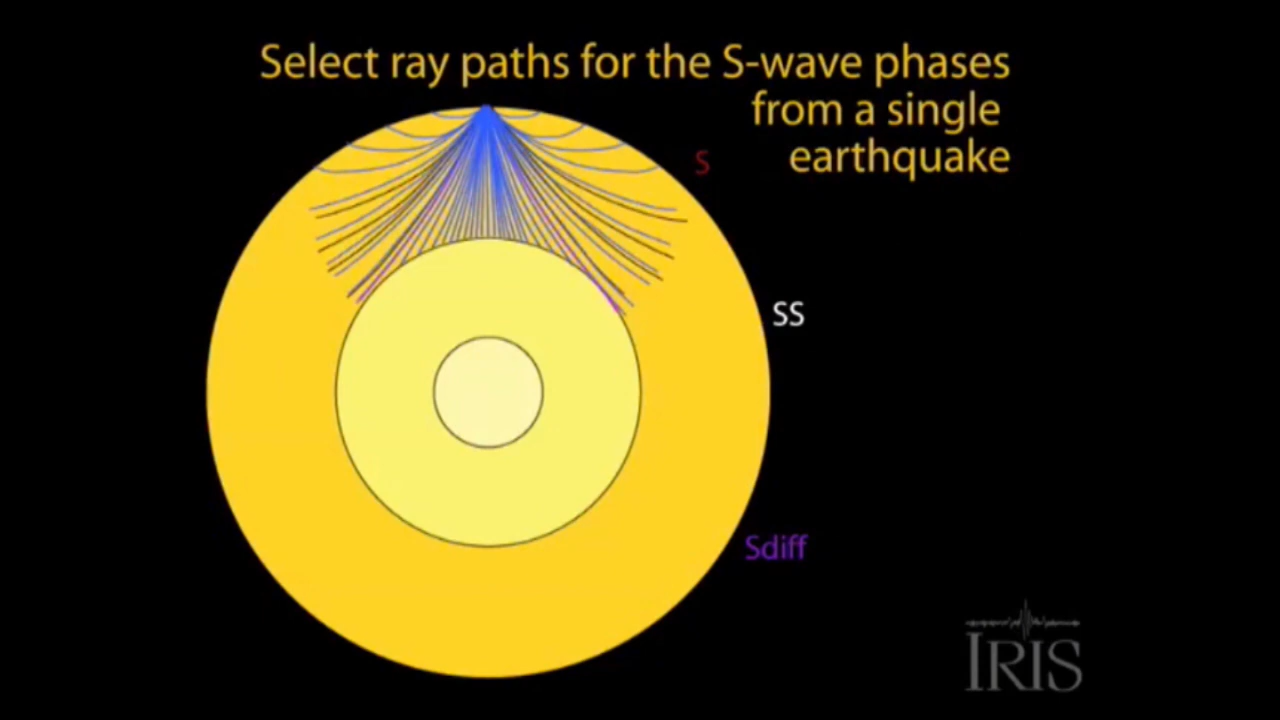 Select ray paths for the S-wave phases
from a single
earthquake
S
SS
Sdiff
IRIS